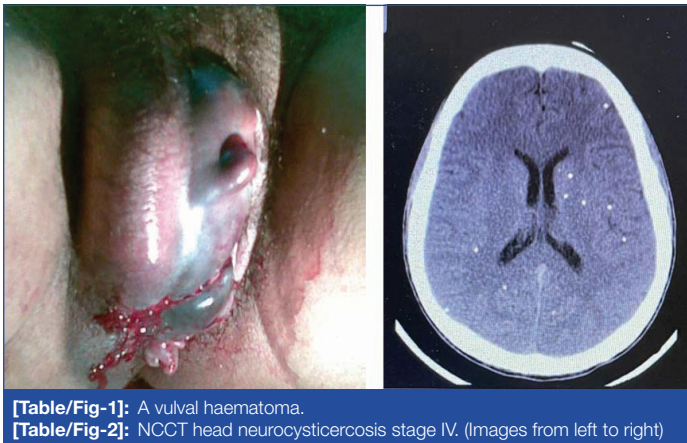 [Table/Fig-1]: A vulval haematoma.
[Table/Fig-2]: NCCT head neurocysticercosis stage IV. (Images from left to right)